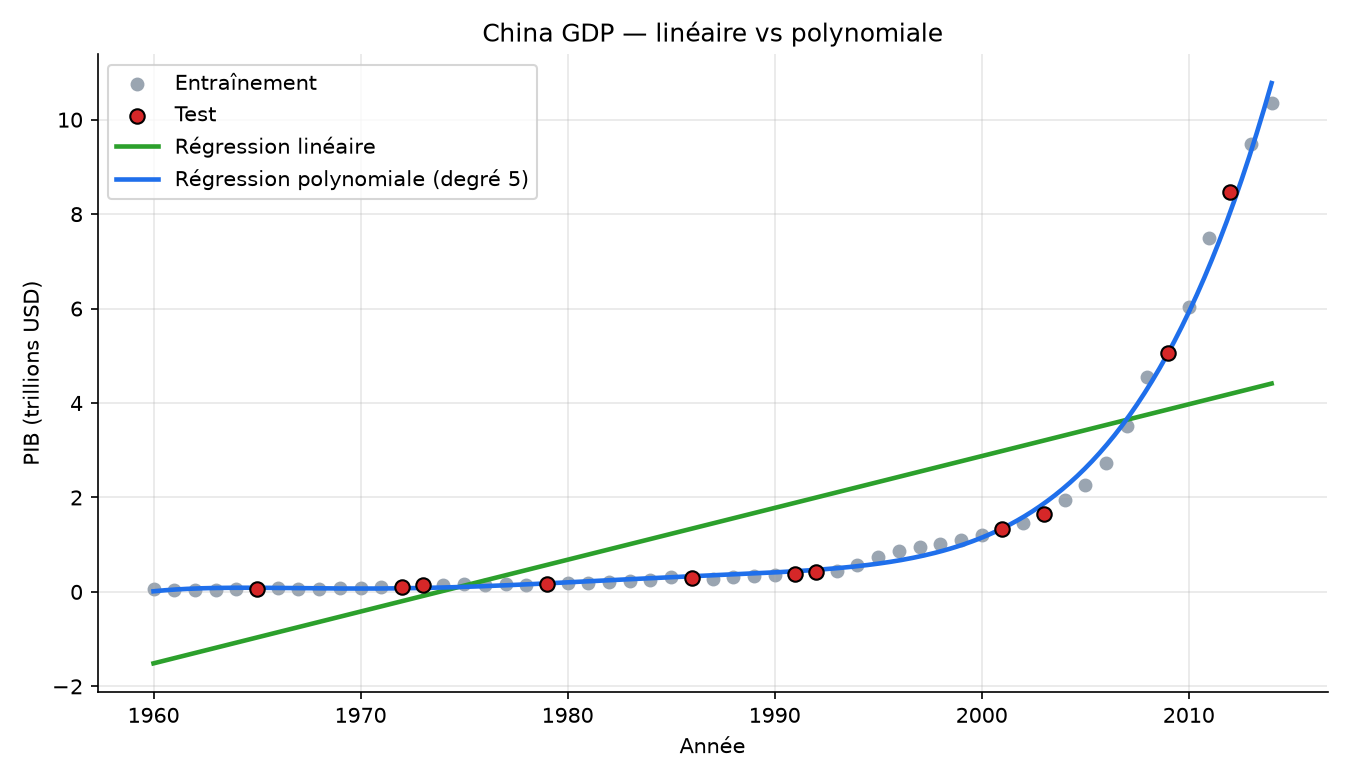 China GDP — linéaire vs polynomiale
Entraînement
Test
Régression linéaire
Régression polynomiale (degré 5)
PIB (trillions USD)
10
8
6
4
2
0
−2
1960
1970
1980
1990
2000
2010
Année